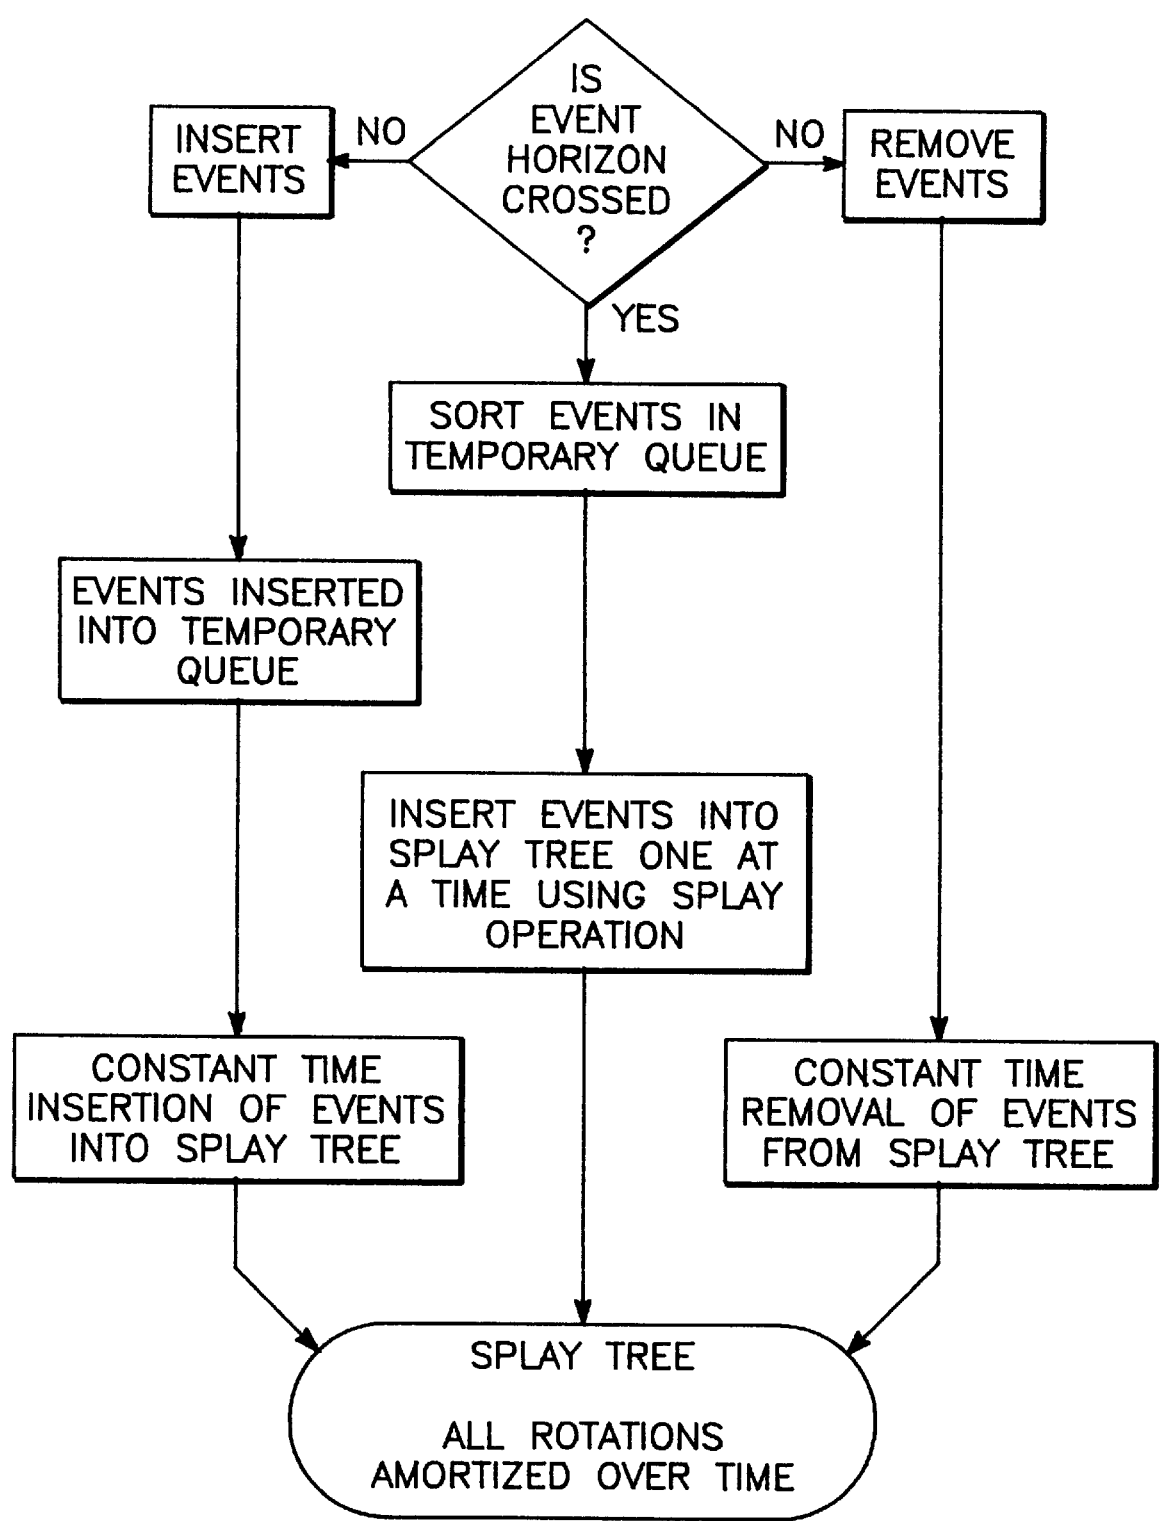 IS
EVENT
HORIZON
CROSSED
?
NO
INSERT
EVENTS
NO
REMOVE
EVENTS
YES
SORT EVENTS IN
TEMPORARY QUEUE
EVENTS INSERTED
INTO TEMPORARY
QUEUE
INSERT EVENTS INTO
SPLAY TREE ONE AT
A TIME USING SPLAY
OPERATION
CONSTANT TIME
INSERTION OF EVENTS
INTO SPLAY TREE
CONSTANT TIME
REMOVAL OF EVENTS
FROM SPLAY TREE
SPLAY TREE
ALL ROTATIONS
AMORTIZED OVER TIME